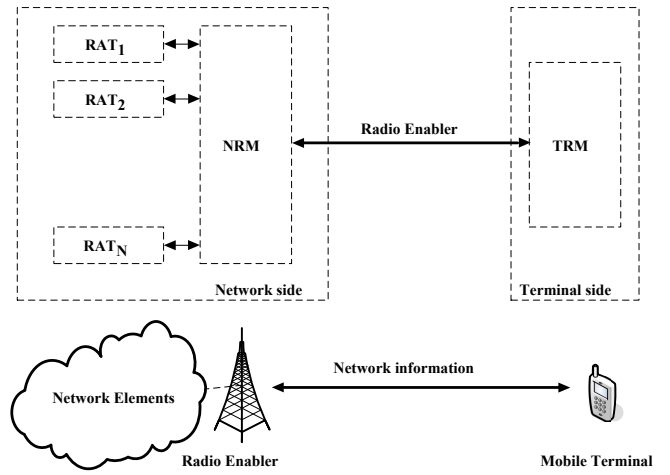 RAT1
RAT2
RATN
NRM
Radio Enabler
TRM
Network side
Terminal side
Network Elements
Network information
Radio Enabler
Mobile Terminal